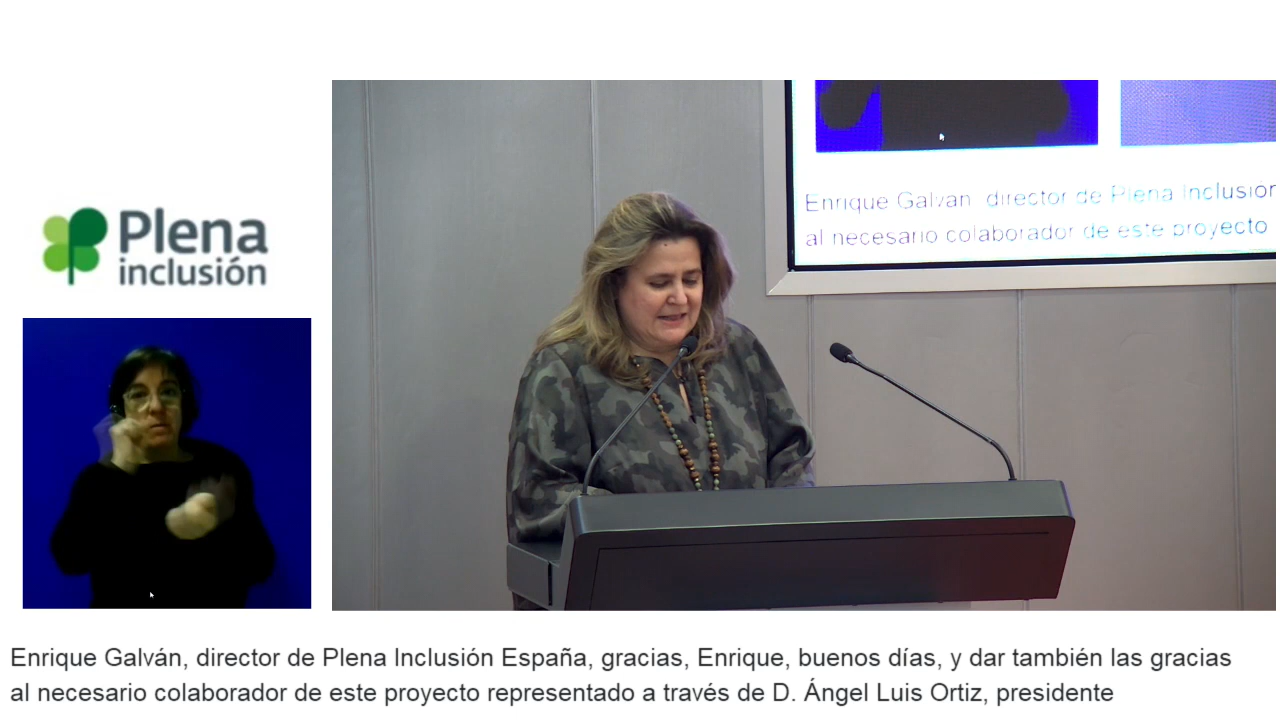 Plena
inclusión
Enrique Galván, director de Plena Inclusión
al necesario colaborador de este proyecto
Enrique Galván, director de Plena Inclusión España, gracias, Enrique, buenos días, y dar también las gracias
al necesario colaborador de este proyecto representado a través de D. Ángel Luis Ortiz, presidente